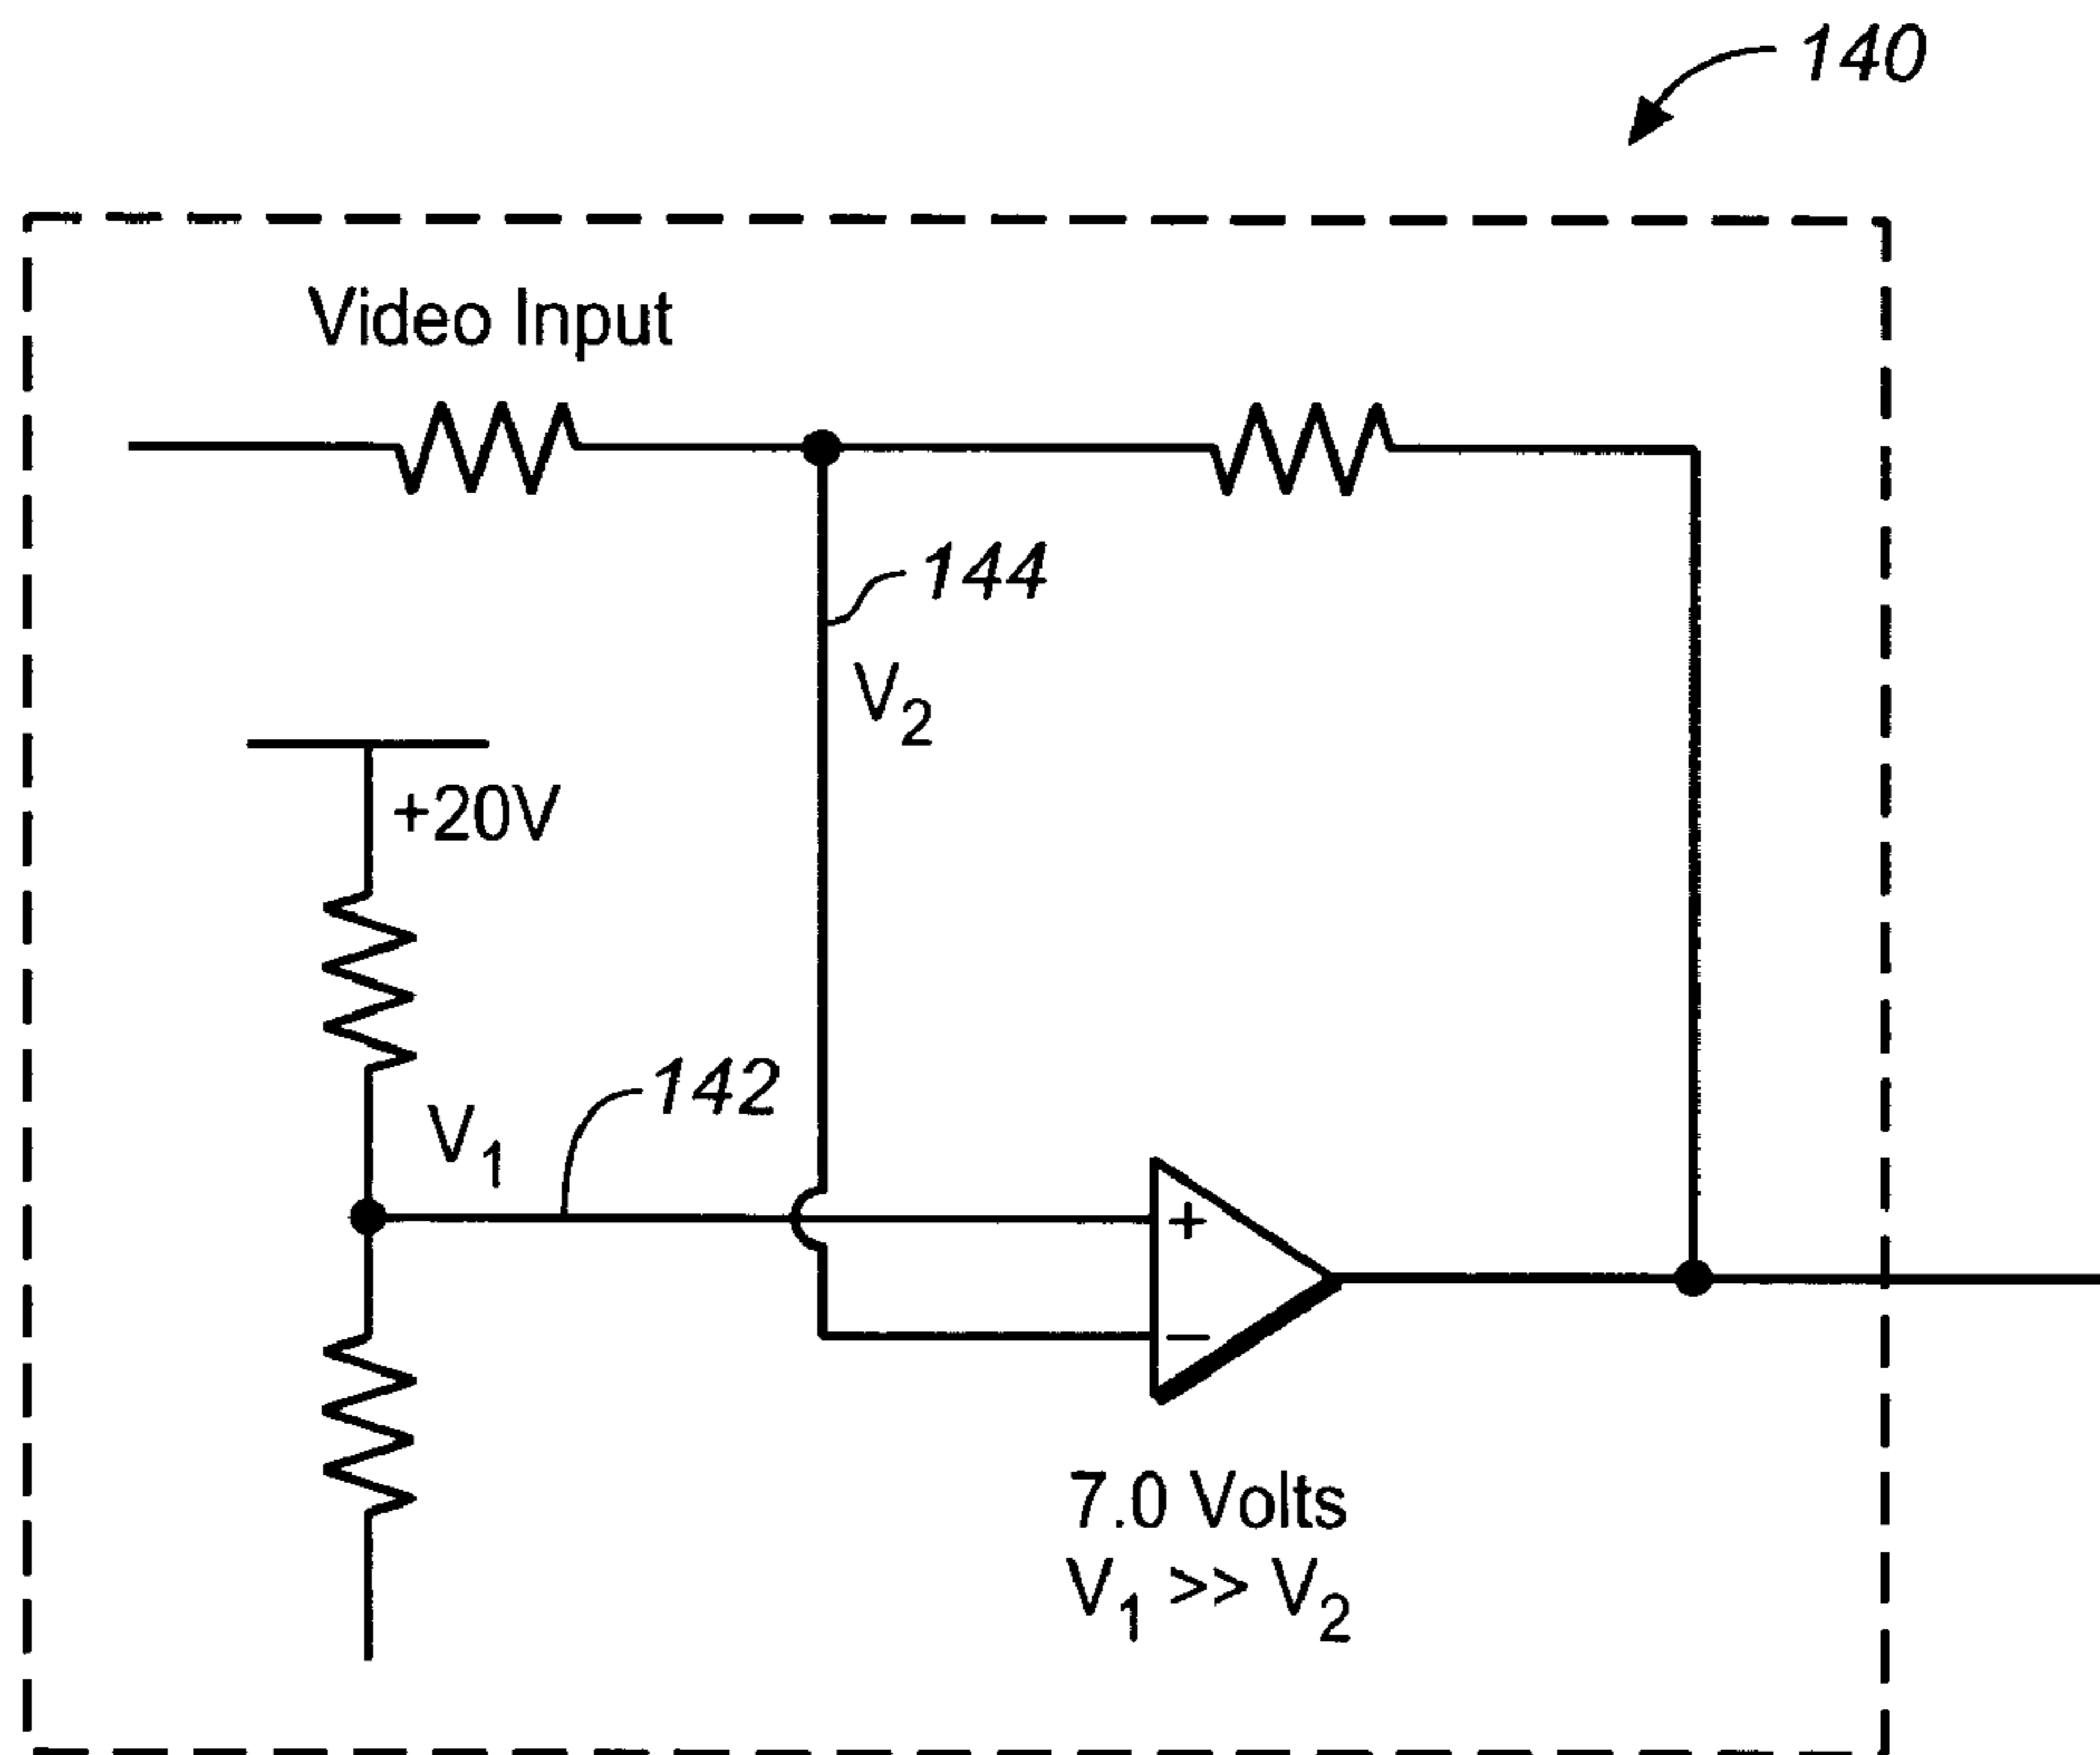 140
Video Input
144
V2
+20V
142
V1
+
−
7.0 Volts
V1 >> V2